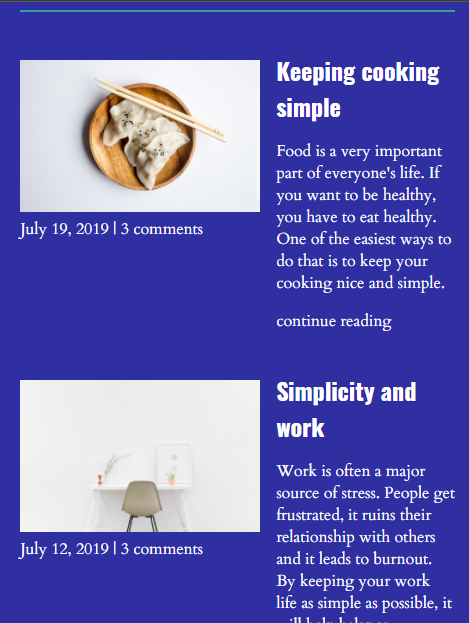 Keeping cooking
simple
Food is a very important
part of everyone's life. If
you want to be healthy,
you have to eat healthy.
One of the easiest ways to
do that is to keep your
cooking nice and simple.
July 19, 2019 | 3 comments
continue reading
Simplicity and
work
Work is often a major
source of stress. People get
frustrated, it ruins their
relationship with others
and it leads to burnout.
By keeping your work
life as simple as possible, it
July 12, 2019 | 3 comments